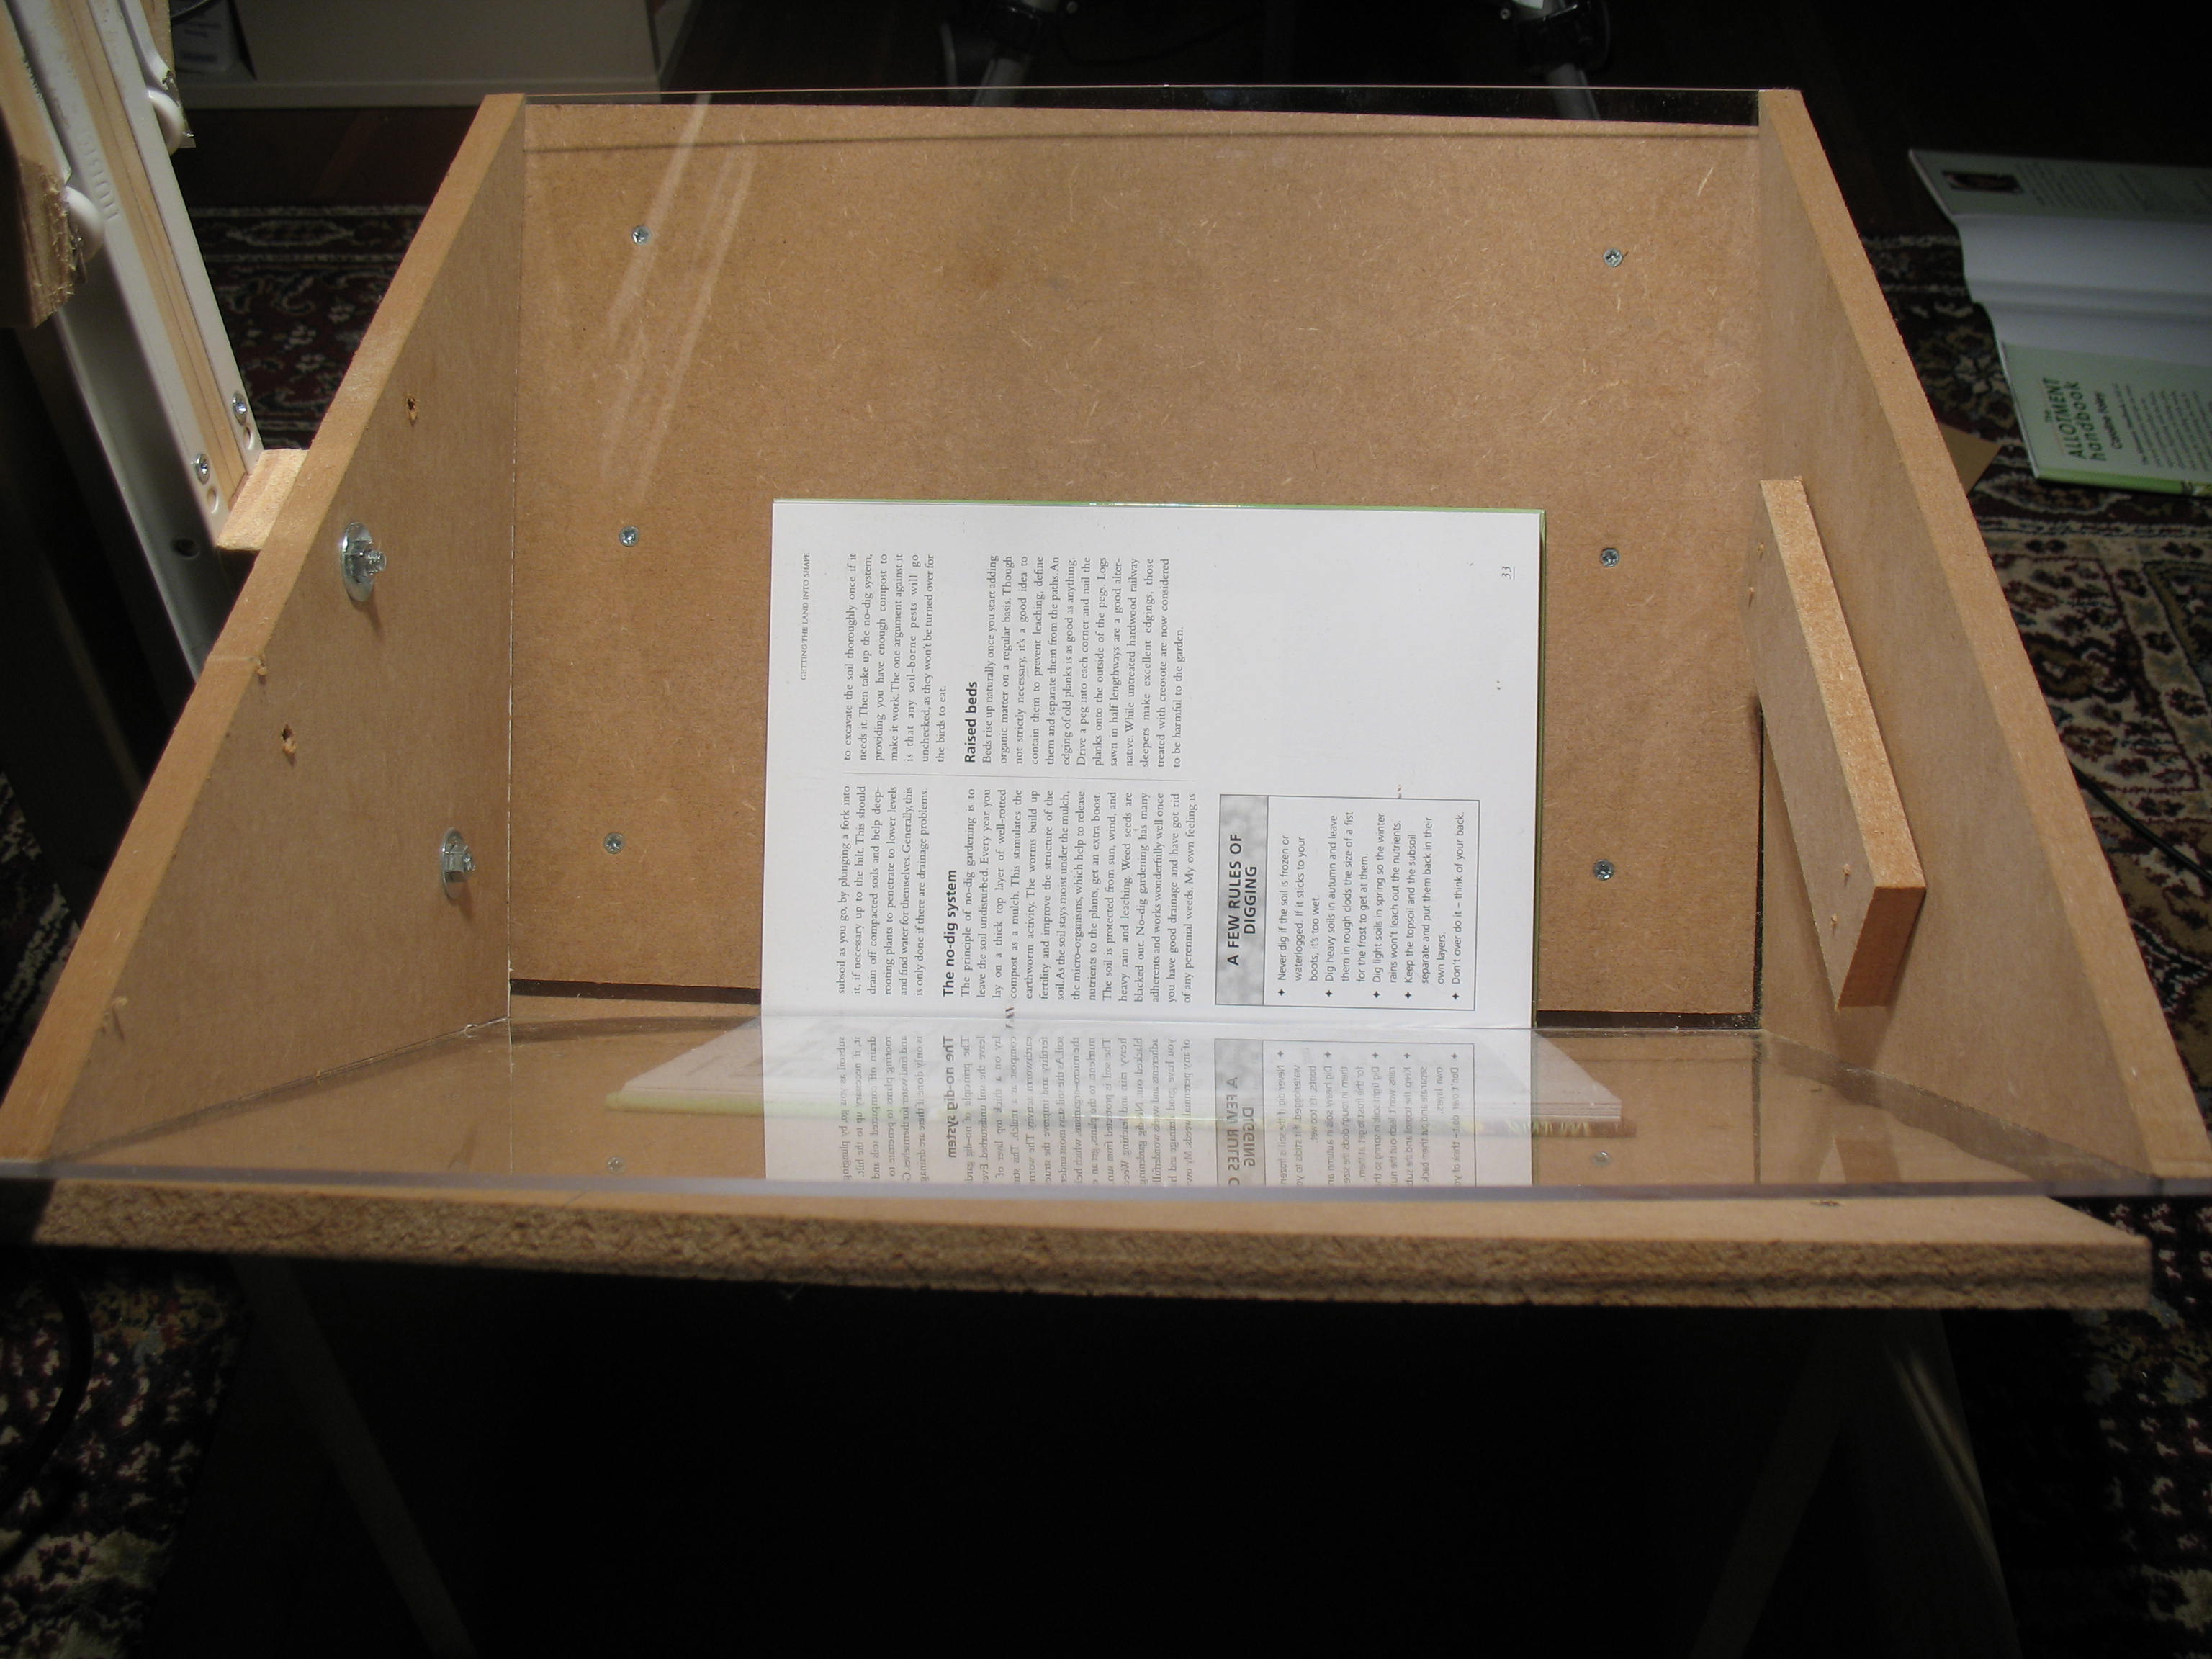 GETTING THE LAND INTO SHAPE
subsoil as you go, by plunging a fork into
it, if necessary up to the hilt. This should
drain off compacted soils and help deep-
rooting plants to penetrate to lower levels
and find water for themselves. Generally, this
is only done if there are drainage problems.
The no-dig system
The principle of no-dig gardening is to
leave the soil undisturbed. Every year you
lay on a thick top layer of well-rotted
compost as a mulch. This stimulates the
earthworm activity. The worms build up
fertility and improve the structure of the
soil. As the soil stays moist under the mulch,
the micro-organisms, which help to release
nutrients to the plants, get an extra boost.
The soil is protected from sun, wind, and
heavy rain and leaching. Weed seeds are
blacked out. No-dig gardening has many
adherents and works wonderfully well once
you have good drainage and have got rid
of any perennial weeds. My own feeling is
to excavate the soil thoroughly once if it
needs it. Then take up the no-dig system,
providing you have enough compost to
make it work. The one argument against it
is that any soil-borne pests will go
unchecked, as they won't be turned over for
the birds to eat.
Raised beds
Beds rise up naturally once you start adding
organic matter on a regular basis. Though
not strictly necessary, it's a good idea to
contain them to prevent leaching, define
them and separate them from the paths. An
edging of old planks is as good as anything.
Drive a peg into each corner and nail the
planks onto the outside of the pegs. Logs
sawn in half lengthways are a good alter-
native. While untreated hardwood railway
sleepers make excellent edgings, those
treated with creosote are now considered
to be harmful to the garden.
A FEW RULES OF
DIGGING
✦ Never dig if the soil is frozen or
waterlogged. If it sticks to your
boots, it's too wet.
✦ Dig heavy soils in autumn and leave
them in rough clods the size of a fist
for the frost to get at them.
✦ Dig light soils in spring so the winter
rains won't leach out the nutrients.
✦ Keep the topsoil and the subsoil
separate and put them back in their
own layers.
✦ Don't over do it – think of your back.
33
The
ALLOTMENT
handbook
Caroline Foley